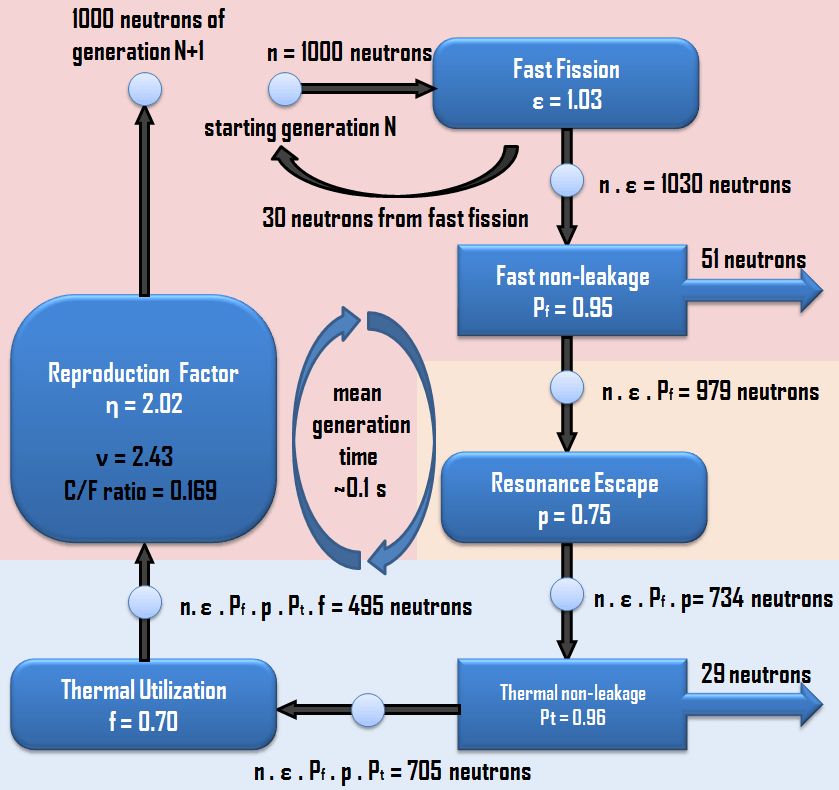 1000 neutrons of
generation N+1
n = 1000 neutrons
starting generation N
Fast Fission
ε = 1.03
30 neutrons from fast fission
n . ε = 1030 neutrons
Fast non-leakage
Pf = 0.95
51 neutrons
n . ε . Pf = 979 neutrons
Resonance Escape
p = 0.75
n . ε . Pf . p= 734 neutrons
Thermal non-leakage
Pt = 0.96
29 neutrons
n . ε . Pf . p . Pt = 705 neutrons
Thermal Utilization
f = 0.70
n. ε . Pf . p . Pt . f = 495 neutrons
Reproduction Factor
η = 2.02
ν = 2.43
C/F ratio = 0.169
mean
generation
time
~0.1 s